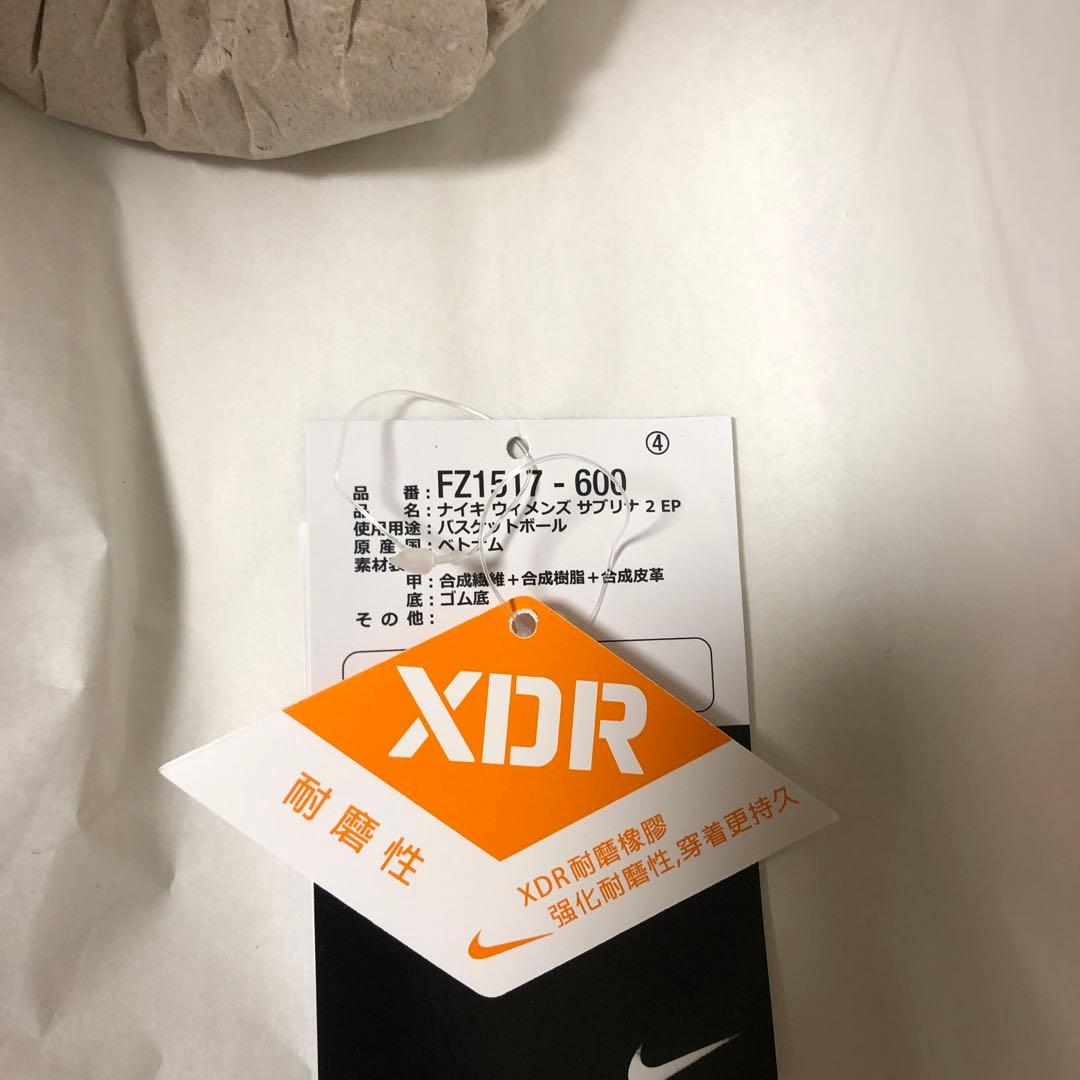 ④
品 番 : FZ1517 - 600
品 名 : ナイキ ウィメンズ サブリナ 2 EP
使用用途 : バスケットボール
原 産 国 : ベトナム
素材表
甲 : 合成繊維+合成樹脂+合成皮革
底 : ゴム底
そ の 他 :
XDR
耐磨性
XDR耐磨橡膠
强化耐磨性,穿着更持久